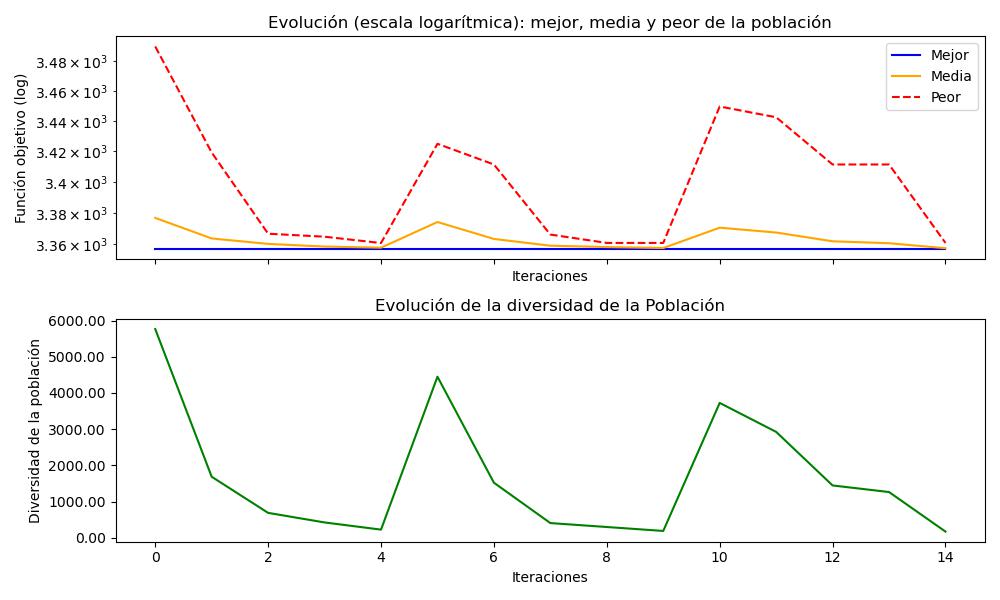 Evolución (escala logarítmica): mejor, media y peor de la población
Función objetivo (log)
3.48 × 10³
3.46 × 10³
3.44 × 10³
3.42 × 10³
3.4 × 10³
3.38 × 10³
3.36 × 10³
Mejor
Media
Peor
Iteraciones
Evolución de la diversidad de la Población
Diversidad de la población
6000.00
5000.00
4000.00
3000.00
2000.00
1000.00
0.00
0 2 4 6 8 10 12 14
Iteraciones